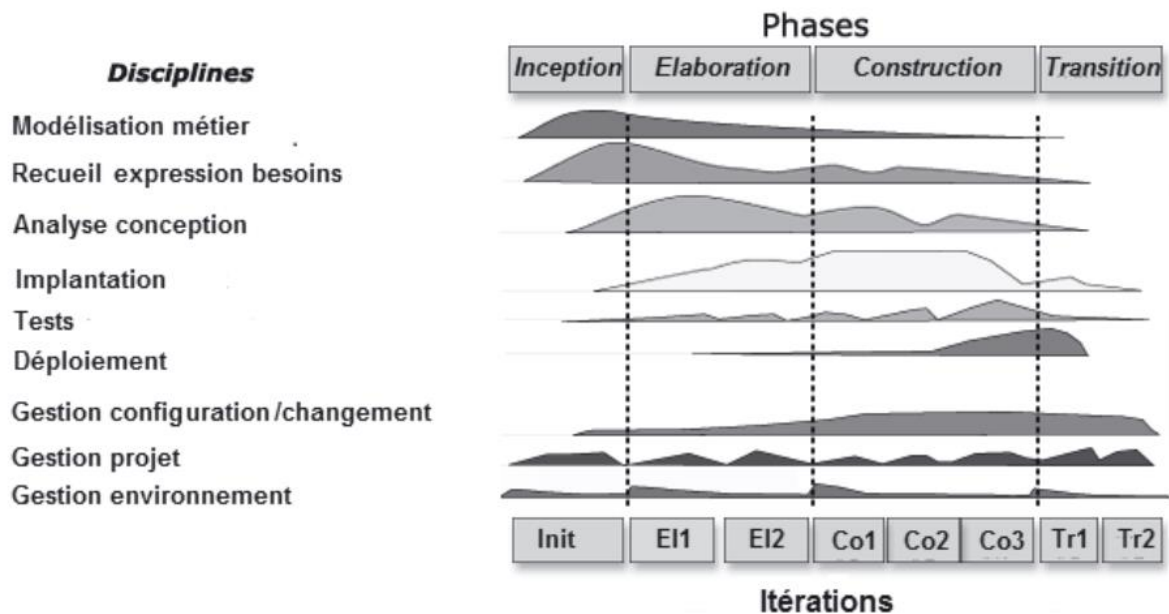 Phases
Disciplines
Inception Elaboration Construction Transition
Modélisation métier
Recueil expression besoins
Analyse conception
Implantation
Tests
Déploiement
Gestion configuration/changement
Gestion projet
Gestion environnement
Init El1 El2 Co1 Co2 Co3 Tr1 Tr2
Itérations